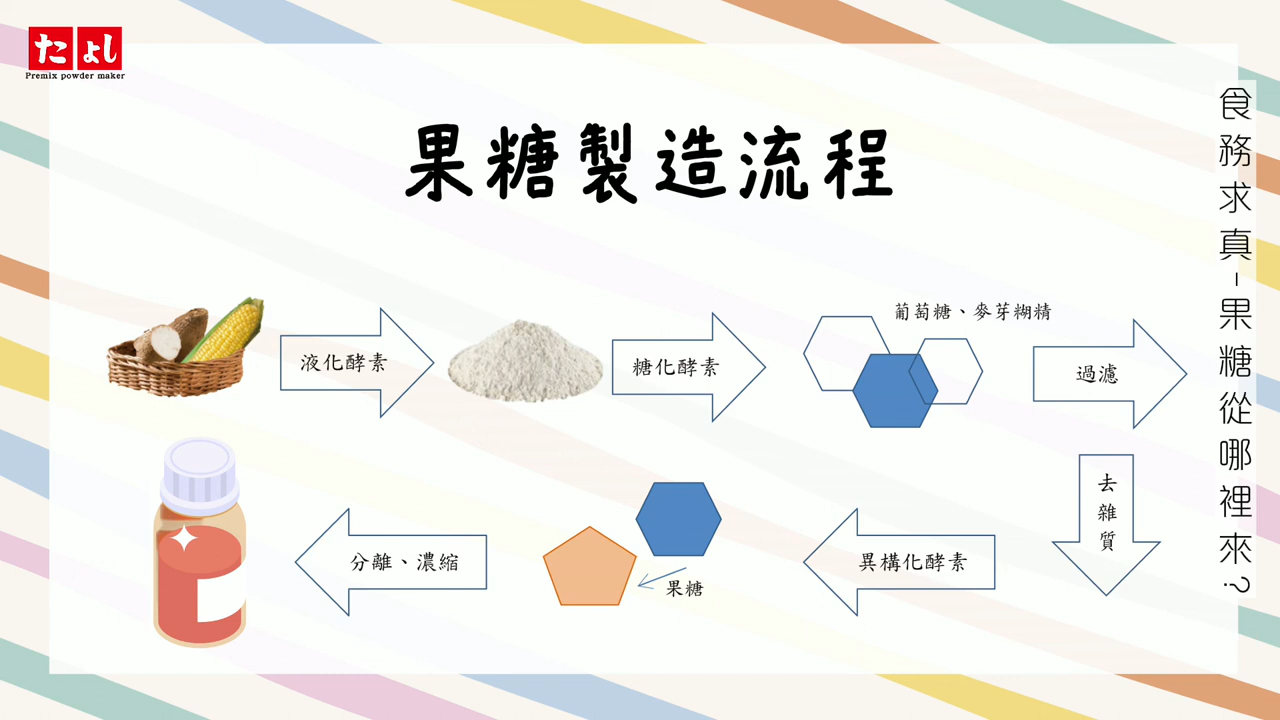 たよし
Premix powder maker
果糖製造流程
食務求真-果糖從哪裡來?
液化酵素
糖化酵素
葡萄糖、麥芽糊精
過濾
去雜質
異構化酵素
果糖
分離、濃缩